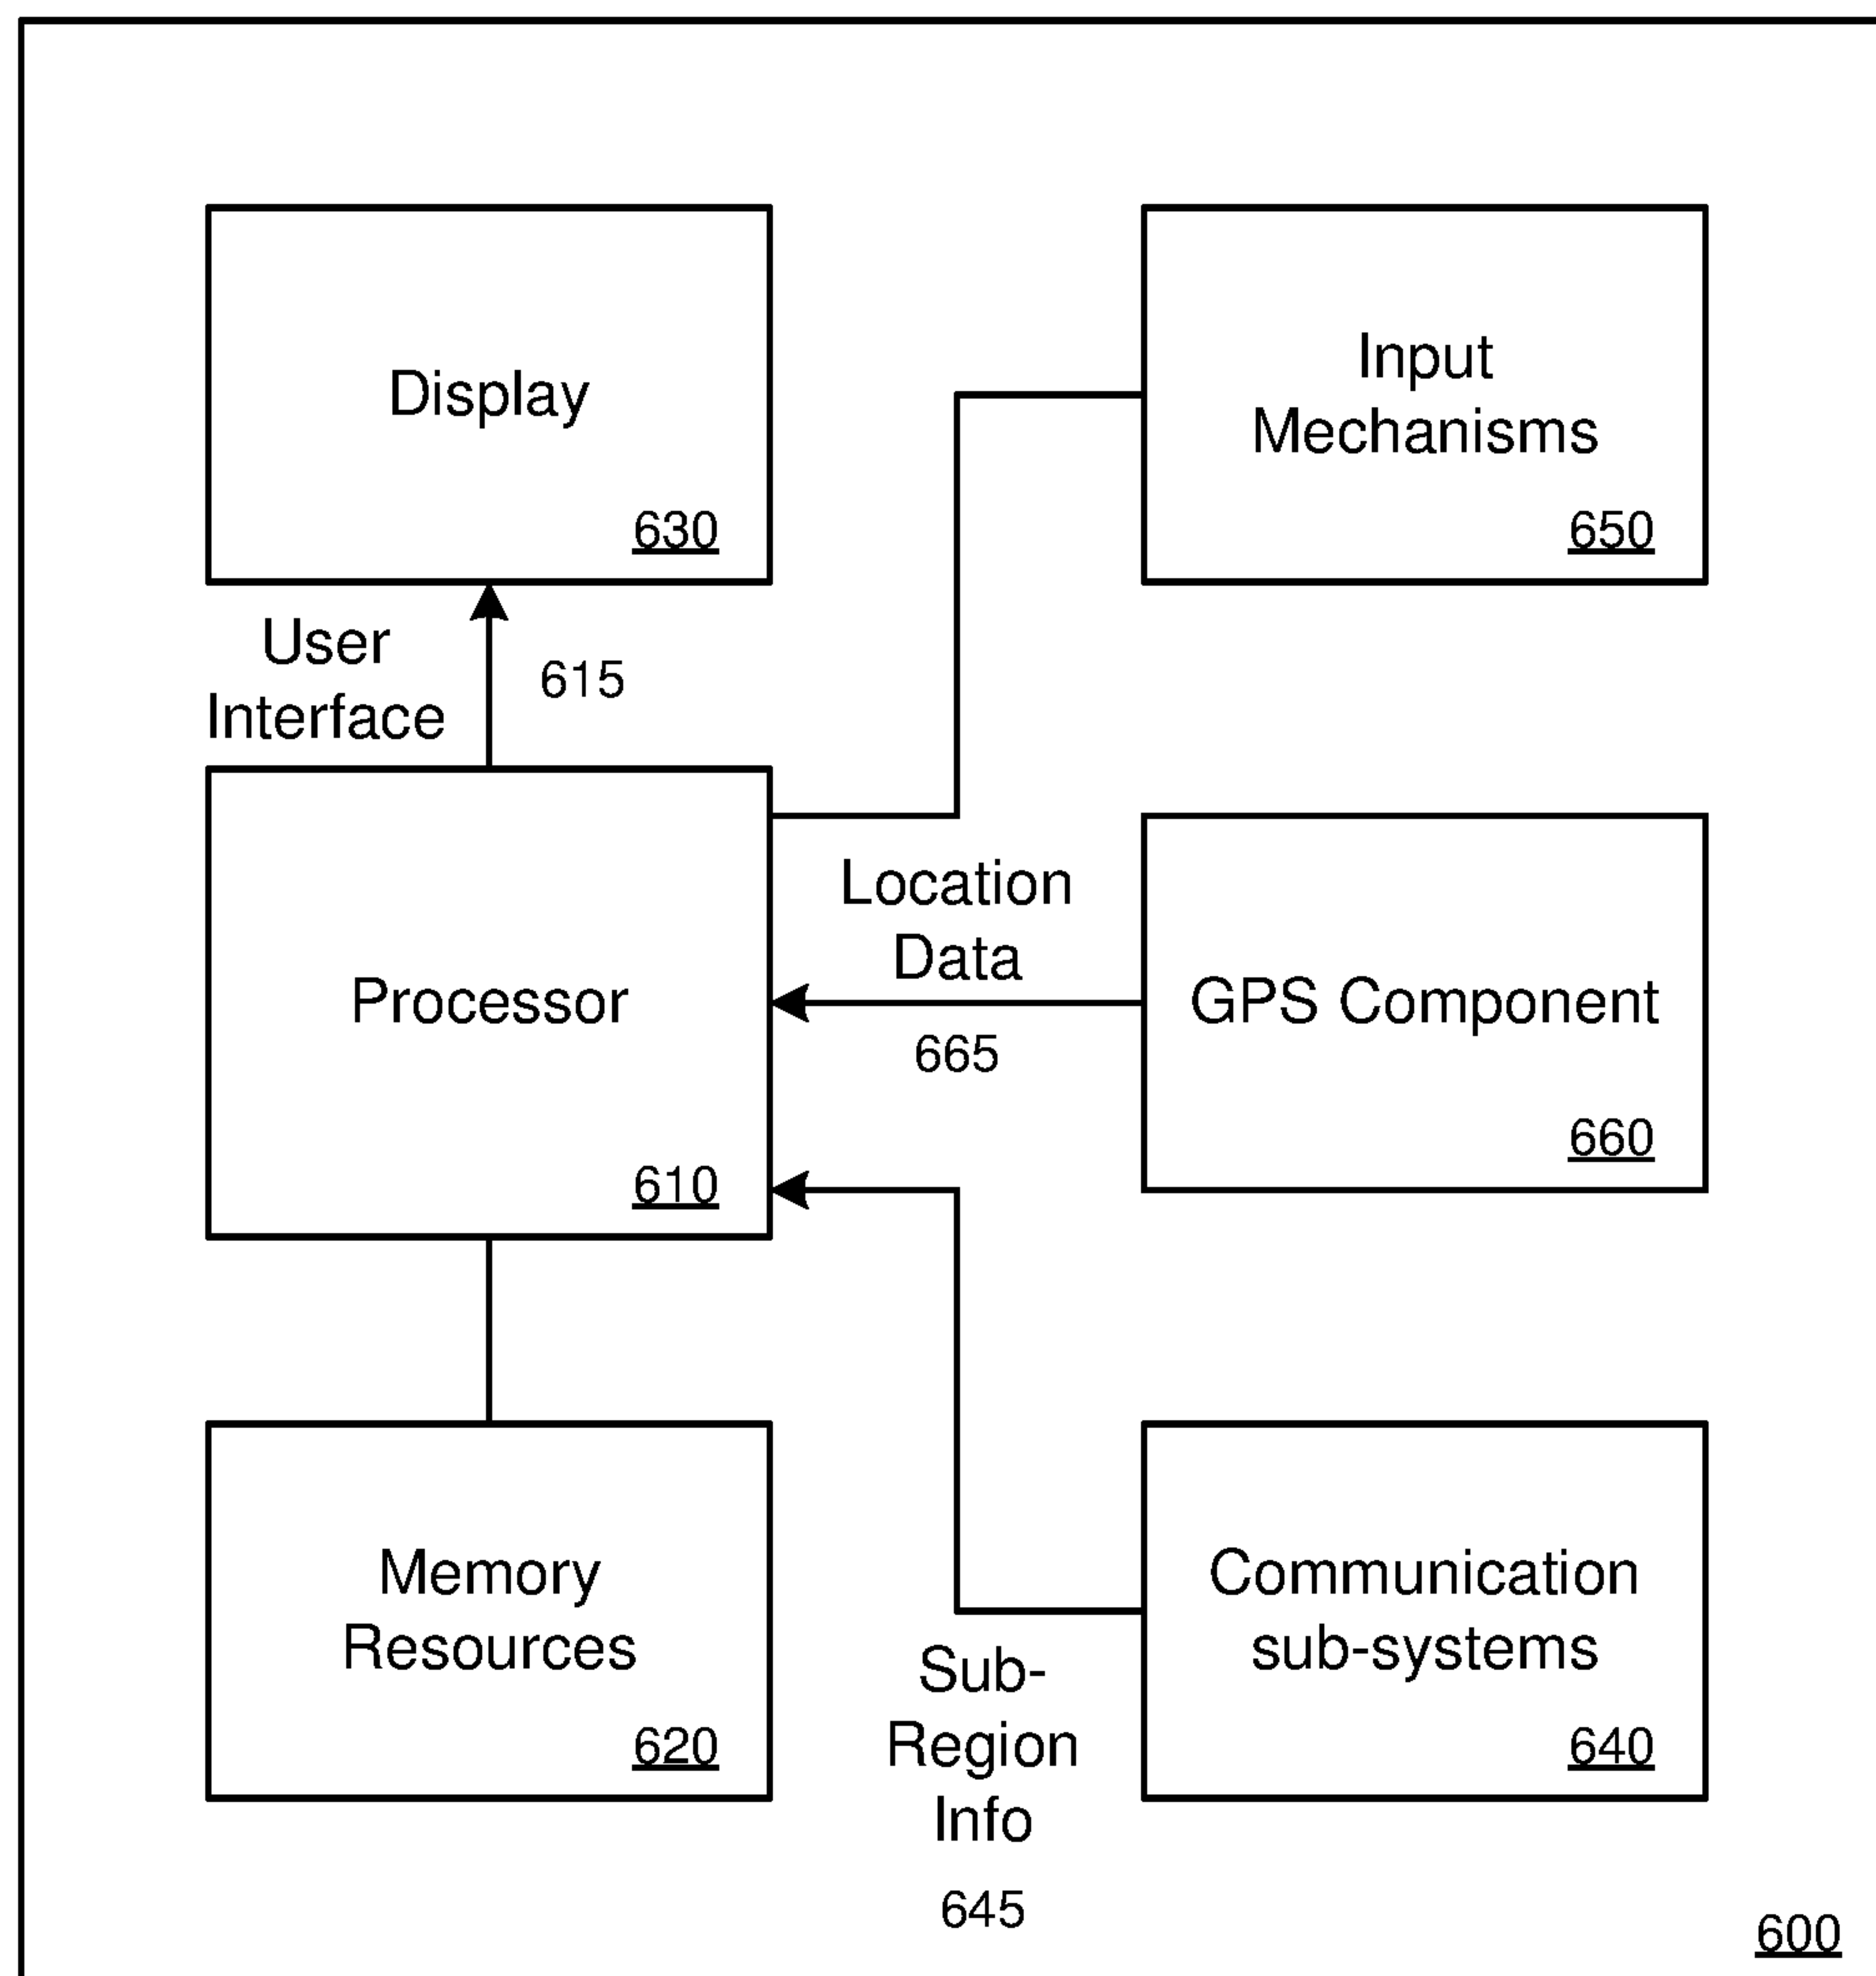 Display
630
Input
Mechanisms
650
User
Interface
615
Location
Data
665
Processor
610
GPS Component
660
Memory
Resources
620
Sub-
Region
Info
645
Communication
sub-systems
640
600